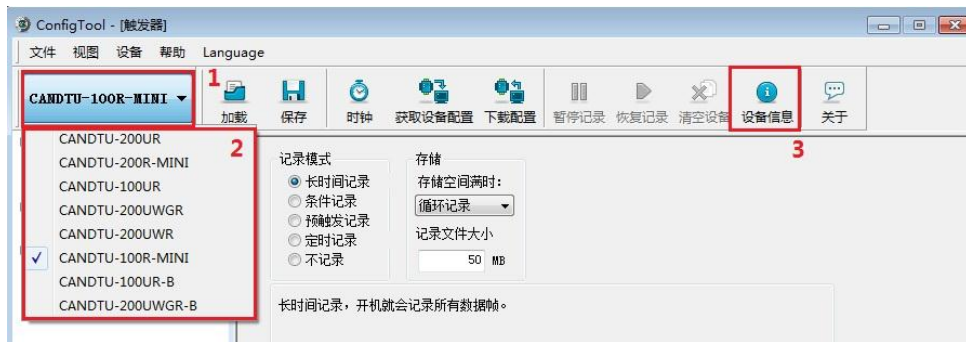 ConfigTool - [触发器]
文件 视图 设备 帮助 Language
CANDTU-100R-MINI
1
加载 保存 时钟 获取设备配置 下载配置 暂停记录 恢复记录 清空设备 设备信息 关于
2
3
CANDTU-200UR
CANDTU-200R-MINI
CANDTU-100UR
CANDTU-200UWGR
CANDTU-200UWR
CANDTU-100R-MINI
CANDTU-100UR-B
CANDTU-200UWGR-B
记录模式
长时间记录
条件记录
预触发记录
定时记录
不记录
存储
存储空间满时:
循环记录
记录文件大小
50 MB
长时间记录，开机就会记录所有数据帧。